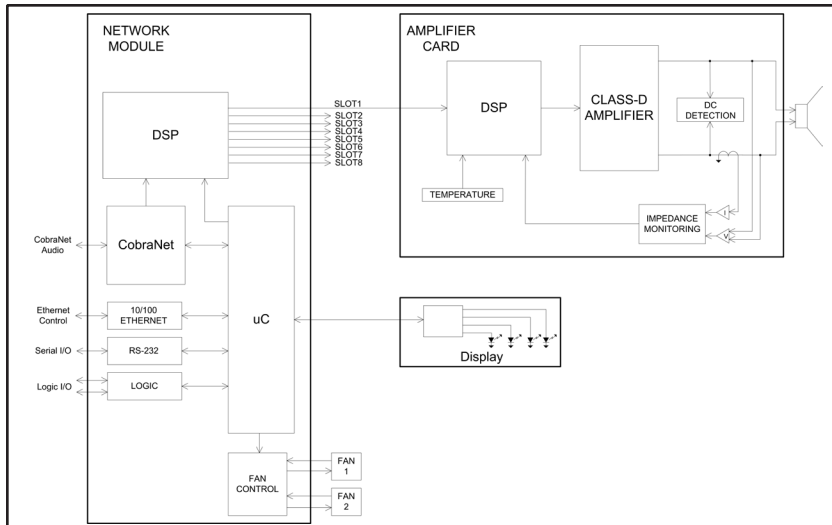 NETWORK
MODULE
DSP
SLOT1
SLOT2
SLOT3
SLOT4
SLOT5
SLOT6
SLOT7
SLOT8
CobraNet
Audio
CobraNet
Ethernet
Control
10/100
ETHERNET
uC
Serial I/O
RS-232
Logic I/O
LOGIC
FAN
CONTROL
FAN
1
FAN
2
AMPLIFIER
CARD
DSP
CLASS-D
AMPLIFIER
DC
DETECTION
TEMPERATURE
IMPEDANCE
MONITORING
I
V
Display